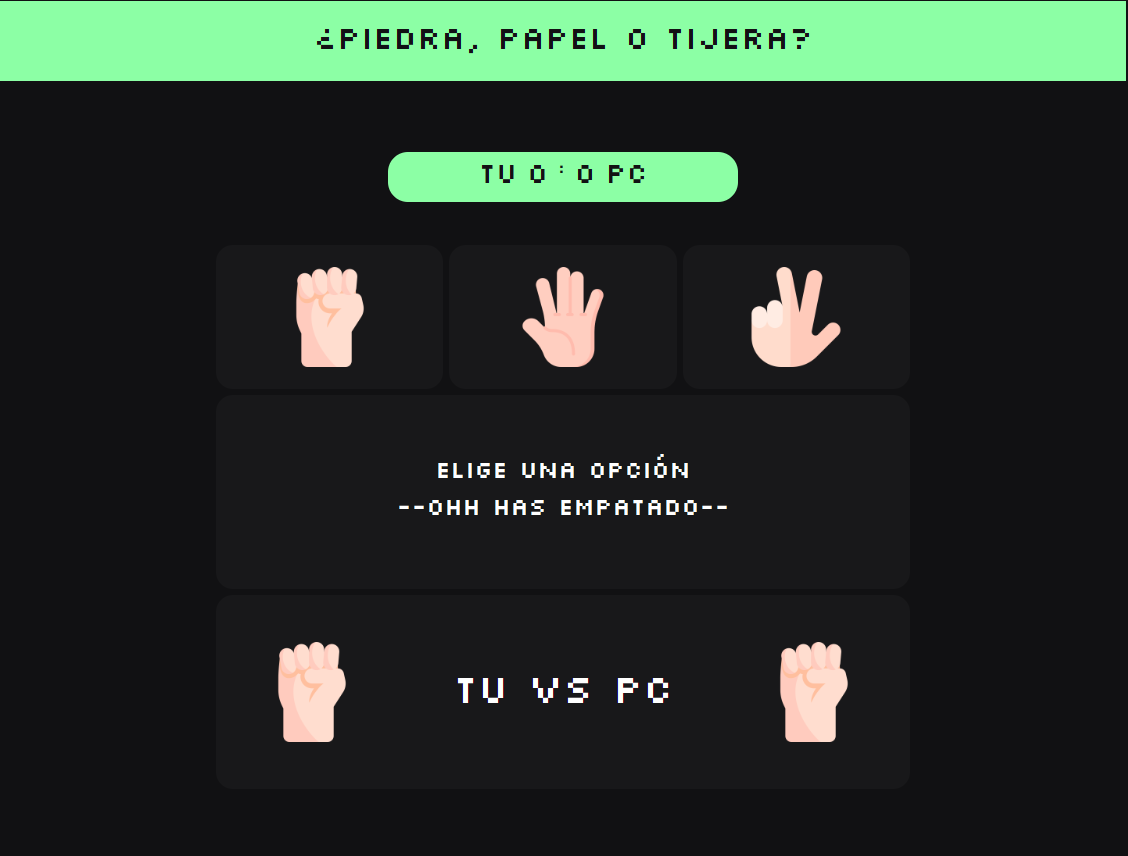 ¿PIEDRA, PAPEL O TIJERA?
TU 0 : 0 PC
ELIGE UNA OPCIÓN
--OHH HAS EMPATADO--
TU VS PC